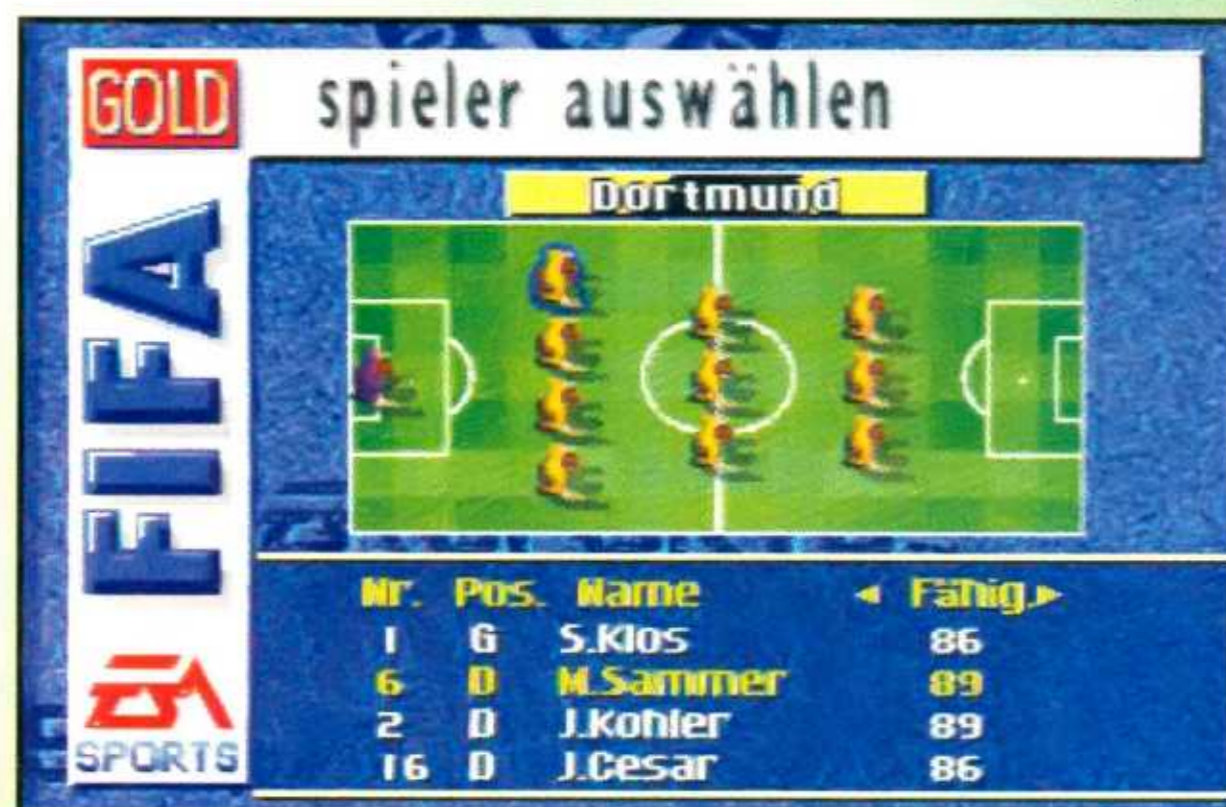 GOLD
spieler auswählen
FIFA
Dortmund
Nr. Pos. Name ◄ Fähig.►
1 G S.Klos 86
6 D M.Sammer 89
2 D J.Kohler 89
16 D J.Cesar 86
EA
SPORTS